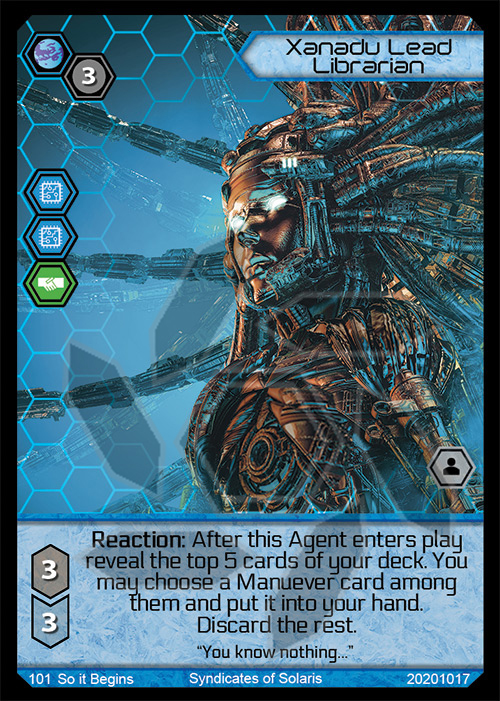 Xanadu Lead
Librarian
3
Reaction: After this Agent enters play
reveal the top 5 cards of your deck. You
may choose a Manuever card among
them and put it into your hand.
Discard the rest.
"You know nothing..."
3
3
101 So it Begins Syndicates of Solaris 20201017